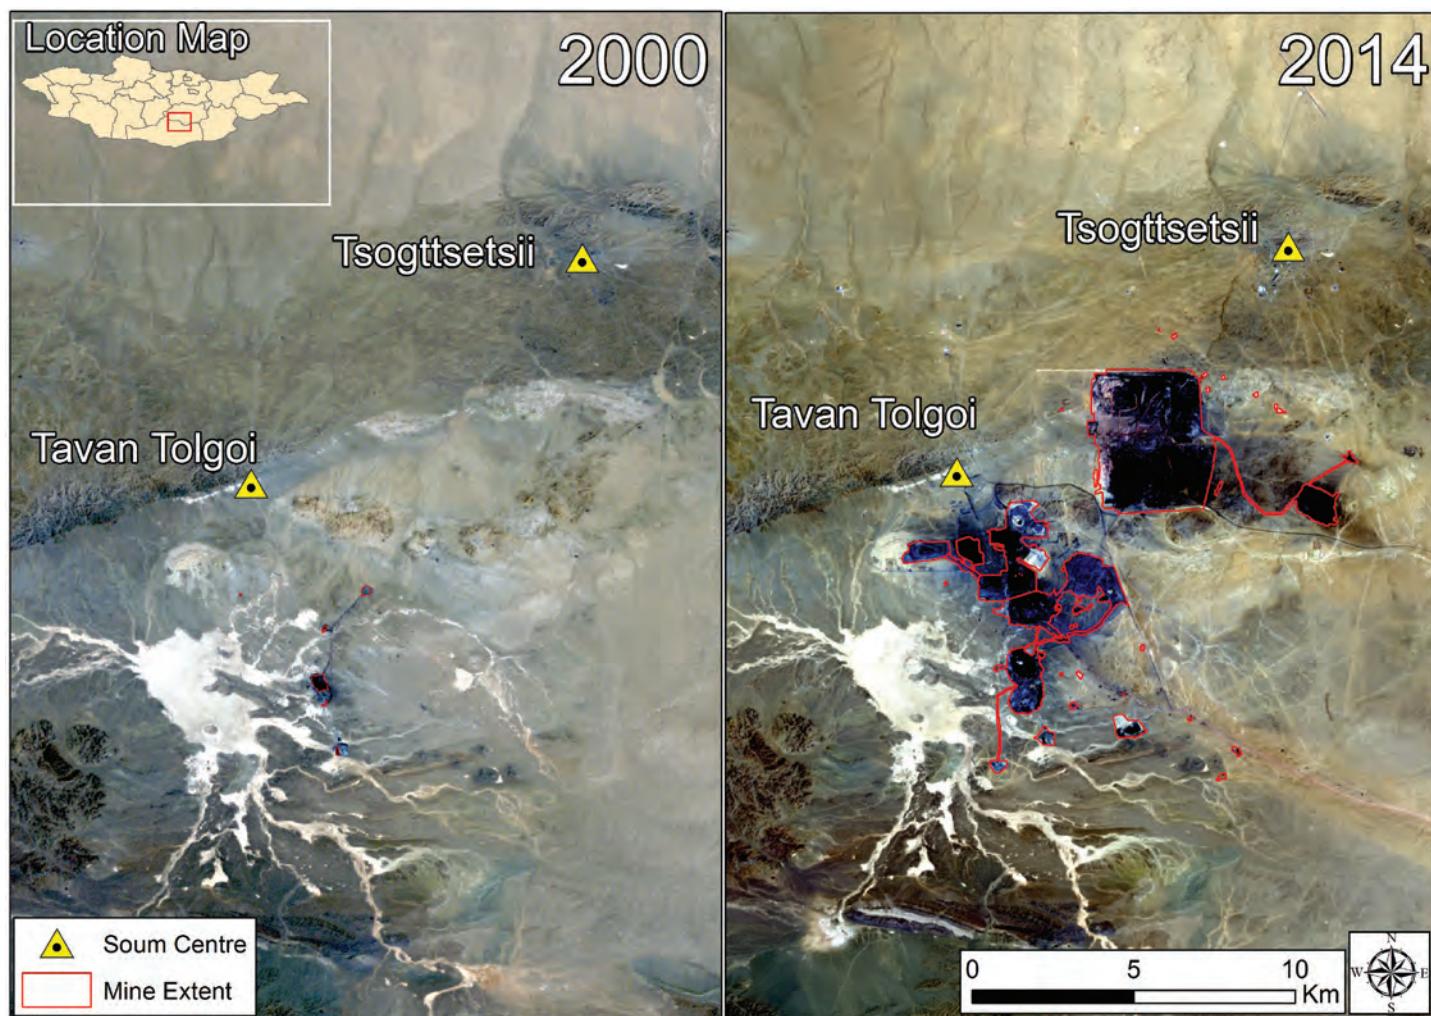 Location Map
2000
2014
Tsogttsetsii
Tsogttsetsii
Tavan Tolgoi
Tavan Tolgoi
Soum Centre
Mine Extent
0 5 10
Km
N
W E
S